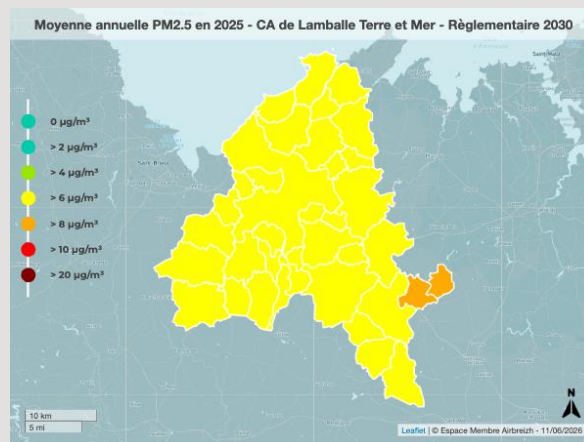 Moyenne annuelle PM2.5 en 2025 - CA de Lamballe Terre et Mer - Règlementaire 2030
Saint-Malo
0 µg/m³
> 2 µg/m³
> 4 µg/m³
> 6 µg/m³
> 8 µg/m³
> 10 µg/m³
> 20 µg/m³
Saint-Brieuc
10 km
5 mi
N
Leaflet | © Espace Membre Airbreizh - 11/06/2026